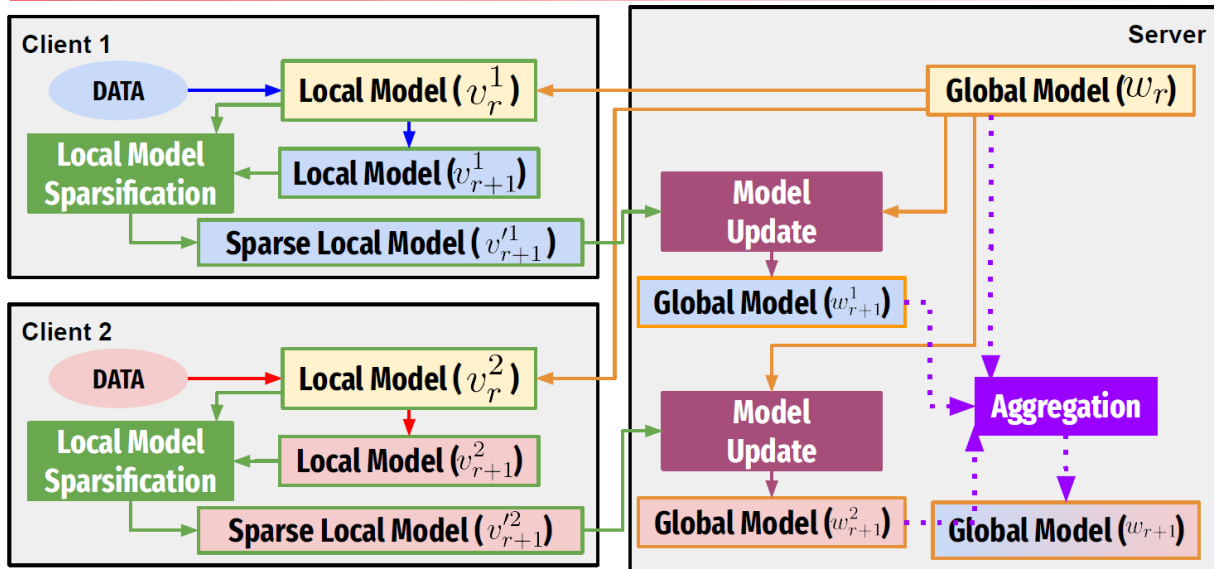 Client 1
DATA
Local Model ( v_r^1 )
Local Model
Sparsification
Local Model (v_{r+1}^1)
Sparse Local Model ( v'^1_{r+1} )
Client 2
DATA
Local Model ( v_r^2 )
Local Model
Sparsification
Local Model (v_{r+1}^2)
Sparse Local Model ( v'^2_{r+1} )
Server
Global Model (w_r)
Model
Update
Global Model (w_{r+1}^1)
Model
Update
Aggregation
Global Model (w_{r+1}^2)
Global Model (w_{r+1})